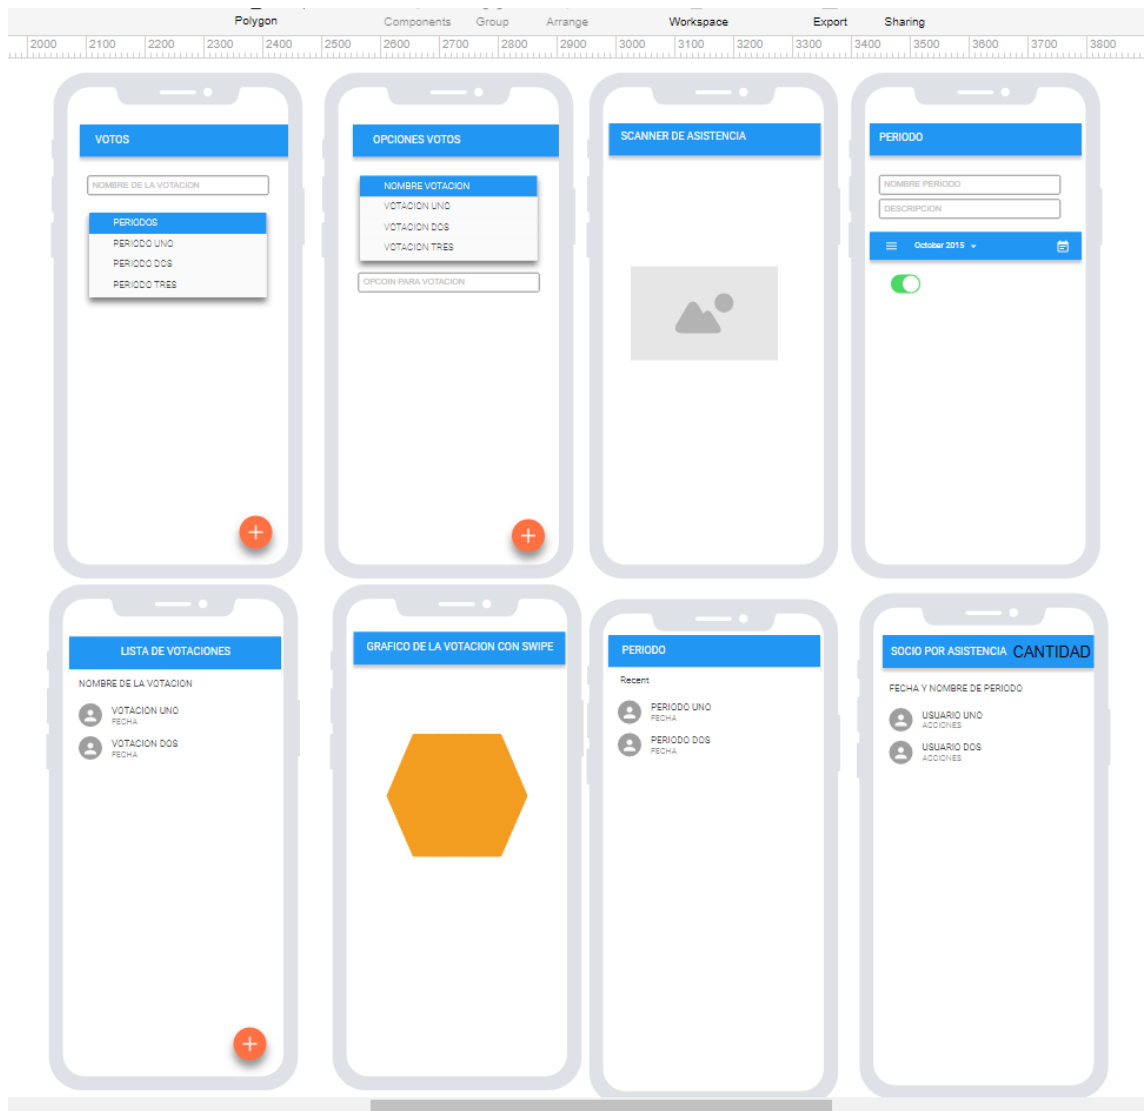 Polygon Components Group Arrange Workspace Export Sharing
2000 2100 2200 2300 2400 2500 2600 2700 2800 2900 3000 3100 3200 3300 3400 3500 3600 3700 3800
VOTOS
NOMBRE DE LA VOTACION
PERIODOS
PERIODO UNO
PERIODO DOS
PERIODO TRES
OPCIONES VOTOS
NOMBRE VOTACION
VOTACION UNO
VOTACION DOS
VOTACION TRES
OPCOIN PARA VOTACION
SCANNER DE ASISTENCIA
PERIODO
NOMBRE PERIODO
DESCRIPCION
October 2015
LISTA DE VOTACIONES
NOMBRE DE LA VOTACION
VOTACION UNO
FECHA
VOTACION DOS
FECHA
GRAFICO DE LA VOTACION CON SWIPE
PERIODO
Recent
PERIODO UNO
FECHA
PERIODO DOS
FECHA
SOCIO POR ASISTENCIA CANTIDAD
FECHA Y NOMBRE DE PERIODO
USUARIO UNO
ACCIONES
USUARIO DOS
ACCIONES